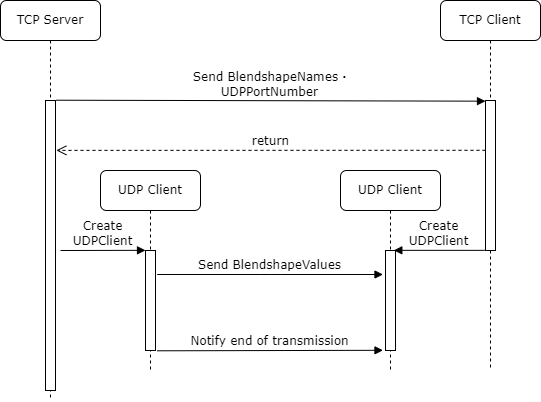 TCP Server
TCP Client
Send BlendshapeNames・
UDPPortNumber
return
UDP Client
UDP Client
Create
UDPClient
Create
UDPClient
Send BlendshapeValues
Notify end of transmission